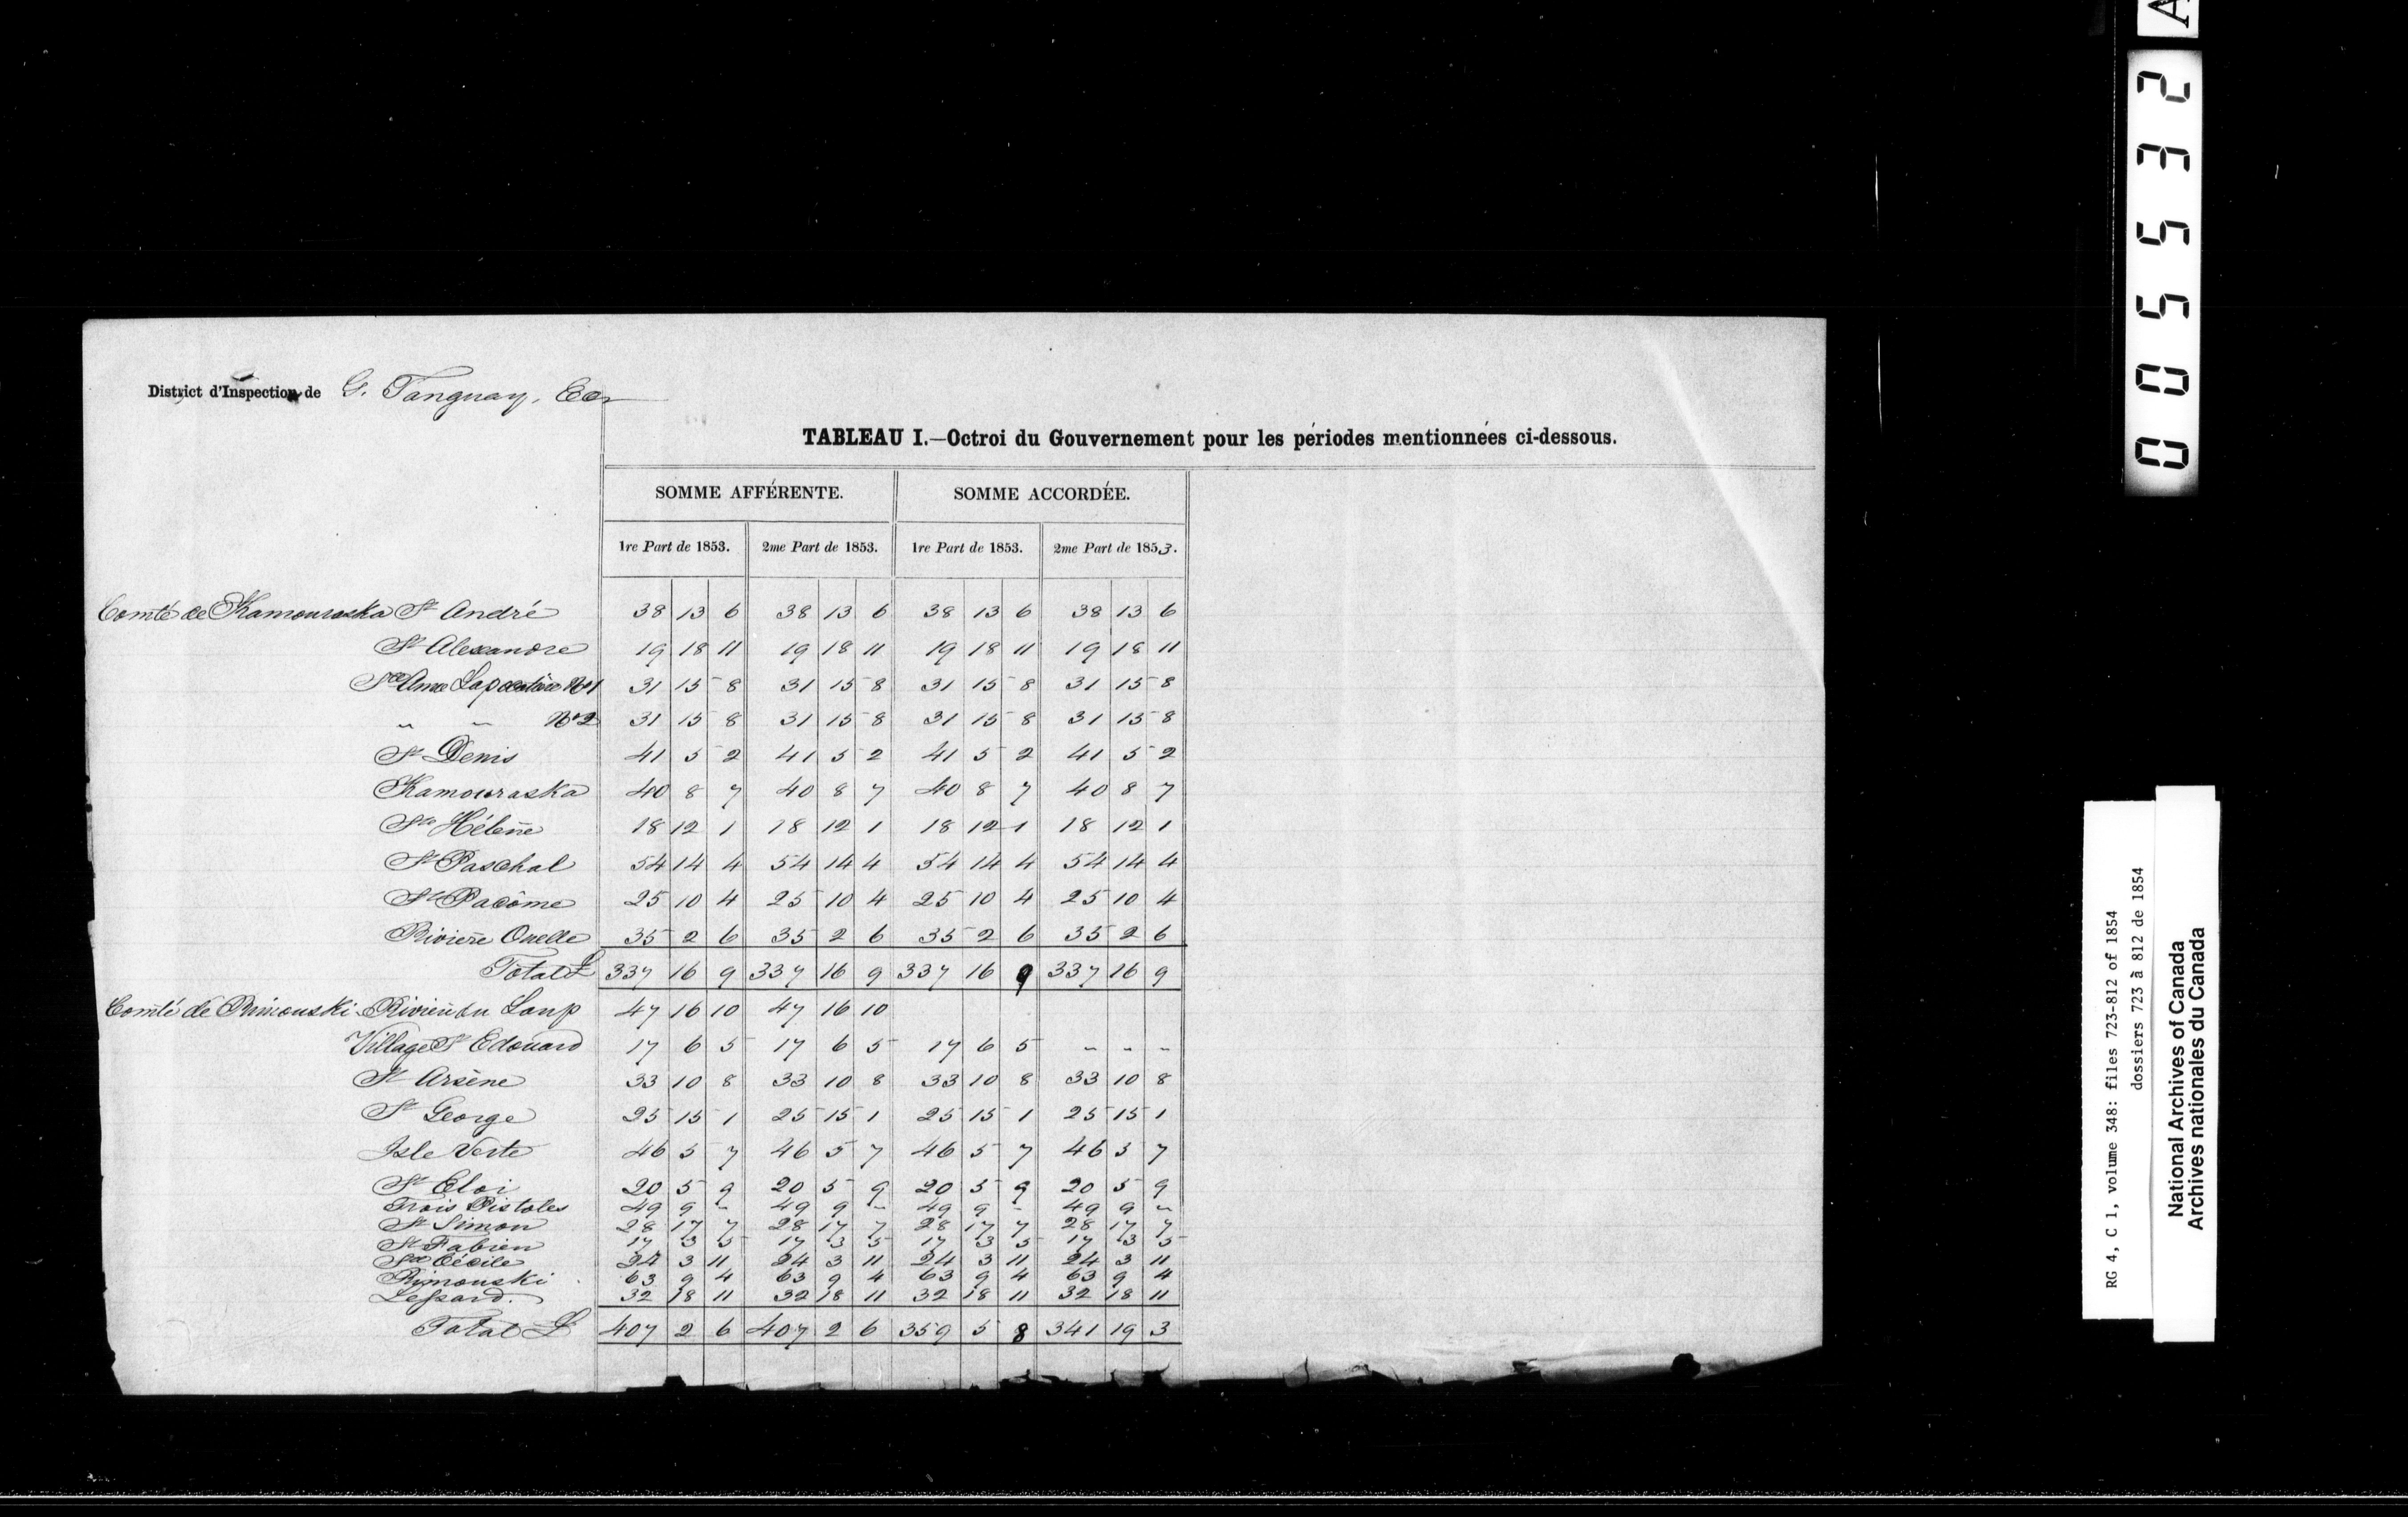 District d'Inspection de G. Tanguay, Ecr
TABLEAU I.—Octroi du Gouvernement pour les périodes mentionnées ci-dessous.
SOMME AFFÉRENTE. SOMME ACCORDÉE.
1re Part de 1853. 2me Part de 1853. 1re Part de 1853. 2me Part de 1853.
Comté de Kamouraska St André 38 13 6 38 13 6 38 13 6 38 13 6
St Alexandre 19 18 11 19 18 11 19 18 11 19 18 11
Ste Anne Lapocatière No 1 31 15 8 31 15 8 31 15 8 31 15 8
" " No 2 31 15 8 31 15 8 31 15 8 31 15 8
St Denis 41 5 2 41 5 2 41 5 2 41 5 2
Kamouraska 40 8 7 40 8 7 40 8 7 40 8 7
Ste Hélène 18 12 1 18 12 1 18 12 1 18 12 1
St Paschal 54 14 4 54 14 4 54 14 4 54 14 4
St Pacôme 25 10 4 25 10 4 25 10 4 25 10 4
Rivière Ouelle 35 2 6 35 2 6 35 2 6 35 2 6
Total £ 337 16 9 337 16 9 337 16 9 337 16 9
Comté de Rimouski Rivière du Loup 47 16 10 47 16 10
Village St Edouard 17 6 5 17 6 5 17 6 5 - - -
St Arsène 33 10 8 33 10 8 33 10 8 33 10 8
St George 25 15 1 25 15 1 25 15 1 25 15 1
Isle Verte 46 5 7 46 5 7 46 5 7 46 5 7
St Eloi 20 5 9 20 5 9 20 5 9 20 5 9
Trois Pistoles 49 9 - 49 9 - 49 9 - 49 9 -
St Simon 28 17 7 28 17 7 28 17 7 28 17 7
St Fabien 17 3 5 17 3 5 17 3 5 17 3 5
Ste Cécile 24 3 11 24 3 11 24 3 11 24 3 11
Rimouski 63 9 4 63 9 4 63 9 4 63 9 4
Lessard. 32 18 11 32 18 11 32 18 11 32 18 11
Total £ 407 2 6 407 2 6 359 5 8 341 19 3
005532
RG 4, C 1, volume 348: files 723-812 of 1854
dossiers 723 à 812 de 1854
National Archives of Canada
Archives nationales du Canada